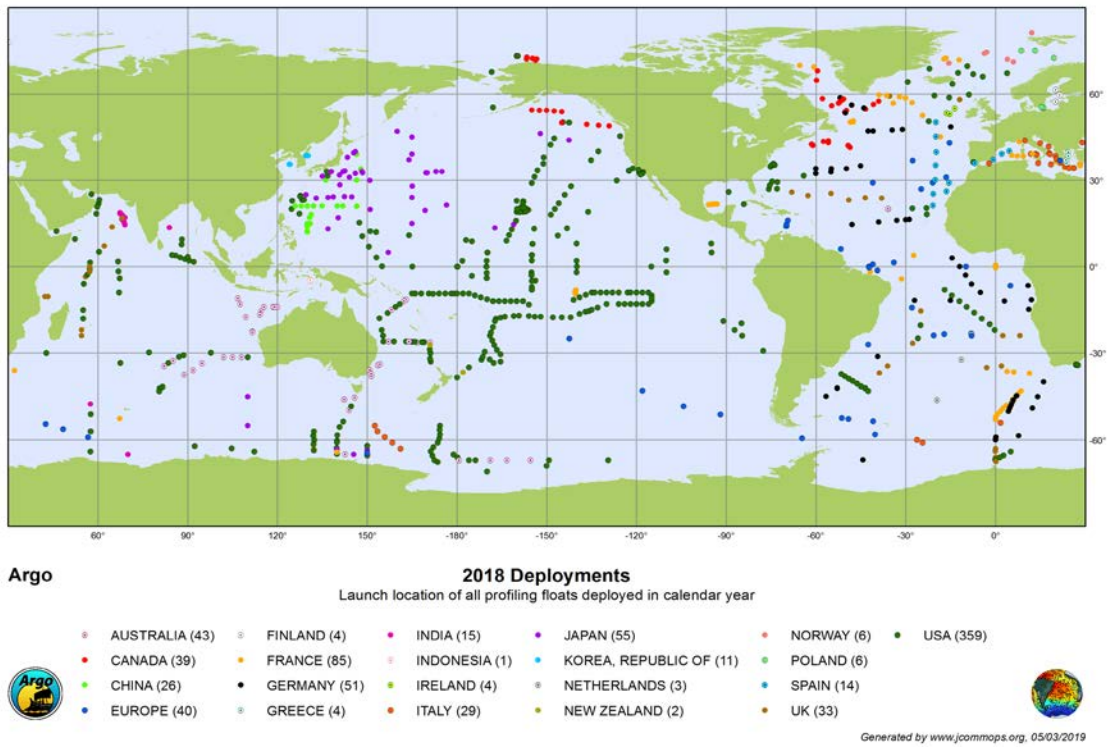 60°
30°
0°
-30°
-60°
60°
90°
120°
150°
-180°
-150°
-120°
-90°
-60°
-30°
0°
Argo
2018 Deployments
Launch location of all profiling floats deployed in calendar year
AUSTRALIA (43)
FINLAND (4)
INDIA (15)
JAPAN (55)
NORWAY (6)
USA (359)
CANADA (39)
FRANCE (85)
INDONESIA (1)
KOREA, REPUBLIC OF (11)
POLAND (6)
CHINA (26)
GERMANY (51)
IRELAND (4)
NETHERLANDS (3)
SPAIN (14)
EUROPE (40)
GREECE (4)
ITALY (29)
NEW ZEALAND (2)
UK (33)
Argo
Generated by www.jcommops.org, 05/03/2019